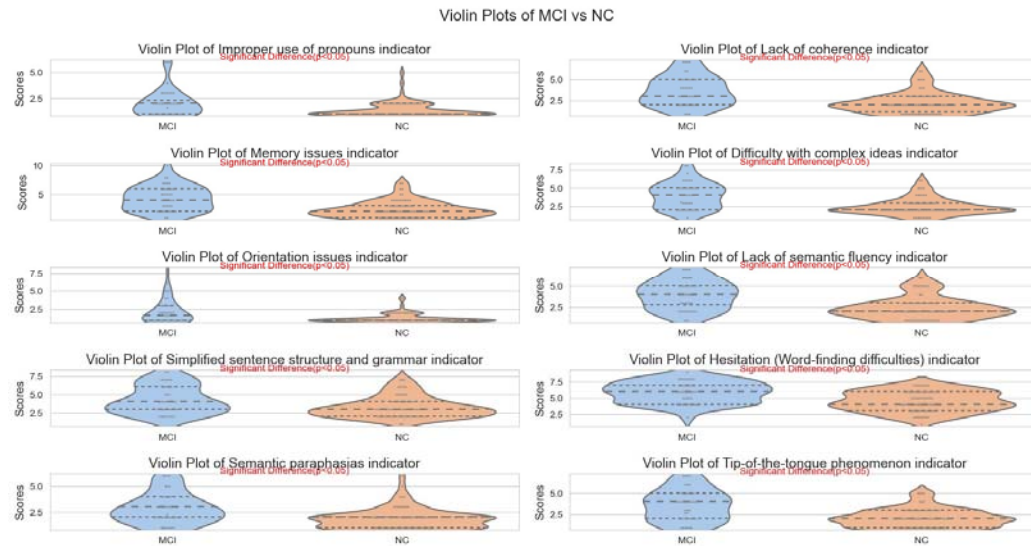 Violin Plots of MCI vs NC
Violin Plot of Improper use of pronouns indicator
Significant Difference(p<0.05)
Scores
5.0
2.5
MCI
NC
Violin Plot of Lack of coherence indicator
Significant Difference(p<0.05)
Scores
5.0
2.5
MCI
NC
Violin Plot of Memory issues indicator
Significant Difference(p<0.05)
Scores
10
5
MCI
NC
Violin Plot of Difficulty with complex ideas indicator
Significant Difference(p<0.05)
Scores
7.5
5.0
2.5
MCI
NC
Violin Plot of Orientation issues indicator
Significant Difference(p<0.05)
Scores
7.5
5.0
2.5
MCI
NC
Violin Plot of Lack of semantic fluency indicator
Significant Difference(p<0.05)
Scores
5.0
2.5
MCI
NC
Violin Plot of Simplified sentence structure and grammar indicator
Significant Difference(p<0.05)
Scores
7.5
5.0
2.5
MCI
NC
Violin Plot of Hesitation (Word-finding difficulties) indicator
Significant Difference(p<0.05)
Scores
7.5
5.0
2.5
MCI
NC
Violin Plot of Semantic paraphasias indicator
Significant Difference(p<0.05)
Scores
5.0
2.5
MCI
NC
Violin Plot of Tip-of-the-tongue phenomenon indicator
Significant Difference(p<0.05)
Scores
5.0
2.5
MCI
NC